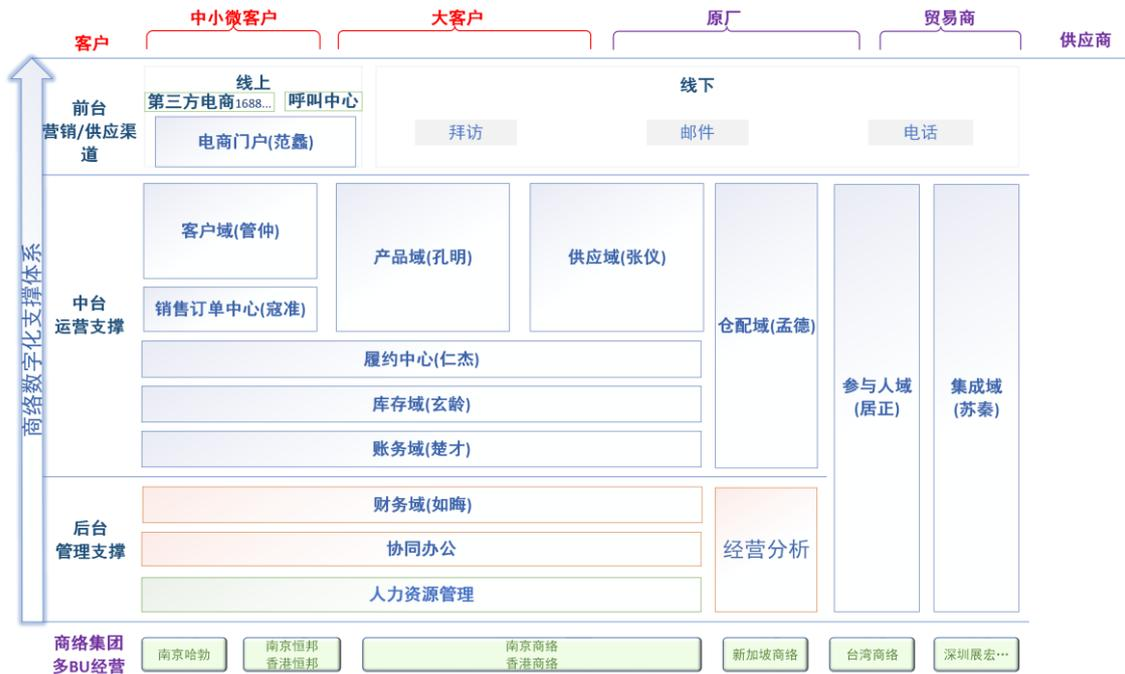 中小微客户
大客户
原厂
贸易商
客户
供应商
线上
线下
第三方电商1688...
呼叫中心
前台
营销/供应渠
道
拜访
邮件
电话
电商门户(范蠡)
商络数字化支撑体系
客户域(管仲)
产品域(孔明)
供应域(张仪)
中台
运营支撑
销售订单中心(寇准)
仓配域(孟德)
履约中心(仁杰)
参与人域
(居正)
集成域
(苏秦)
库存域(玄龄)
账务域(楚才)
后台
管理支撑
财务域(如晦)
协同办公
经营分析
人力资源管理
商络集团
多BU经营
南京哈勃
南京恒邦
香港恒邦
南京商络
香港商络
新加坡商络
台湾商络
深圳展宏…